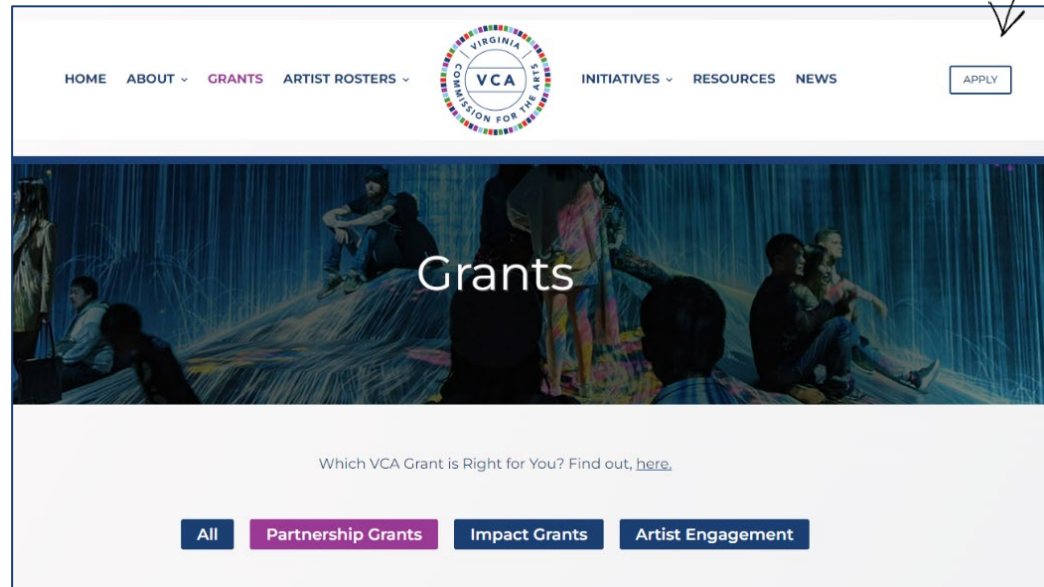 HOME ABOUT GRANTS ARTIST ROSTERS INITIATIVES RESOURCES NEWS APPLY
VIRGINIA
VCA
COMMISSION FOR THE ARTS
Grants
Which VCA Grant is Right for You? Find out, here.
All Partnership Grants Impact Grants Artist Engagement